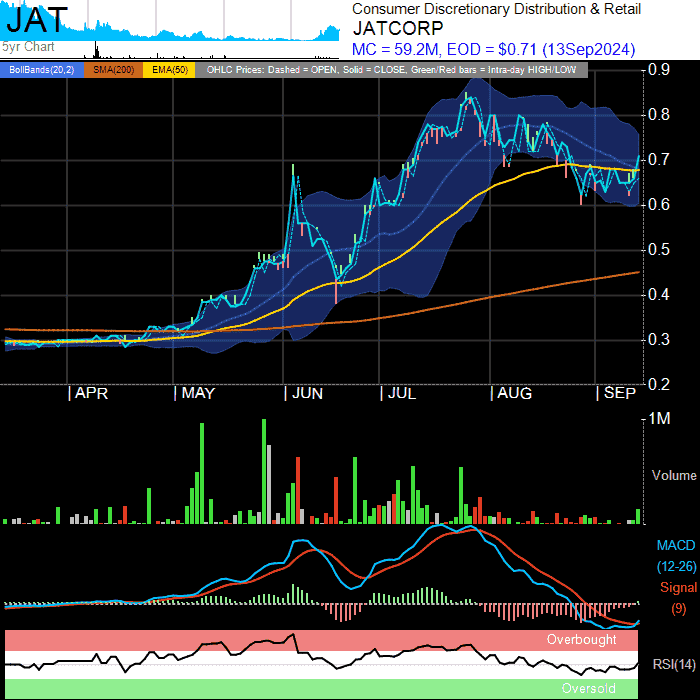 JAT
5yr Chart
Consumer Discretionary Distribution & Retail
JATCORP
MC = 59.2M, EOD = $0.71 (13Sep2024)
BollBands(20,2) SMA(200) EMA(50) OHLC Prices: Dashed = OPEN, Solid = CLOSE, Green/Red bars = Intra-day HIGH/LOW
0.9
0.8
0.7
0.6
0.5
0.4
0.3
0.2
| APR | MAY | JUN | JUL | AUG | SEP
1M
Volume
MACD
(12-26)
Signal
(9)
Overbought
RSI(14)
Oversold